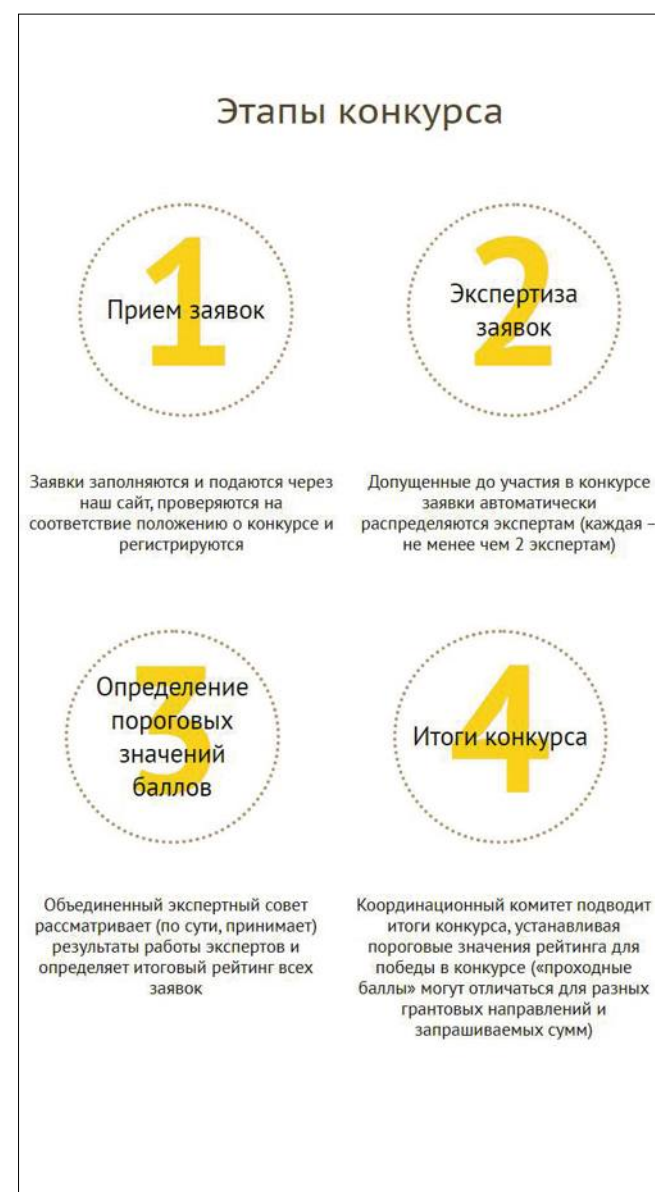 Этапы конкурса
1
Прием заявок
Заявки заполняются и подаются через
наш сайт, проверяются на
соответствие положению о конкурсе и
регистрируются
2
Экспертиза
заявок
Допущенные до участия в конкурсе
заявки автоматически
распределяются экспертам (каждая –
не менее чем 2 экспертам)
3
Определение
пороговых
значений
баллов
Объединенный экспертный совет
рассматривает (по сути, принимает)
результаты работы экспертов и
определяет итоговый рейтинг всех
заявок
4
Итоги конкурса
Координационный комитет подводит
итоги конкурса, устанавливая
пороговые значения рейтинга для
победы в конкурсе («проходные
баллы» могут отличаться для разных
грантовых направлений и
запрашиваемых сумм)